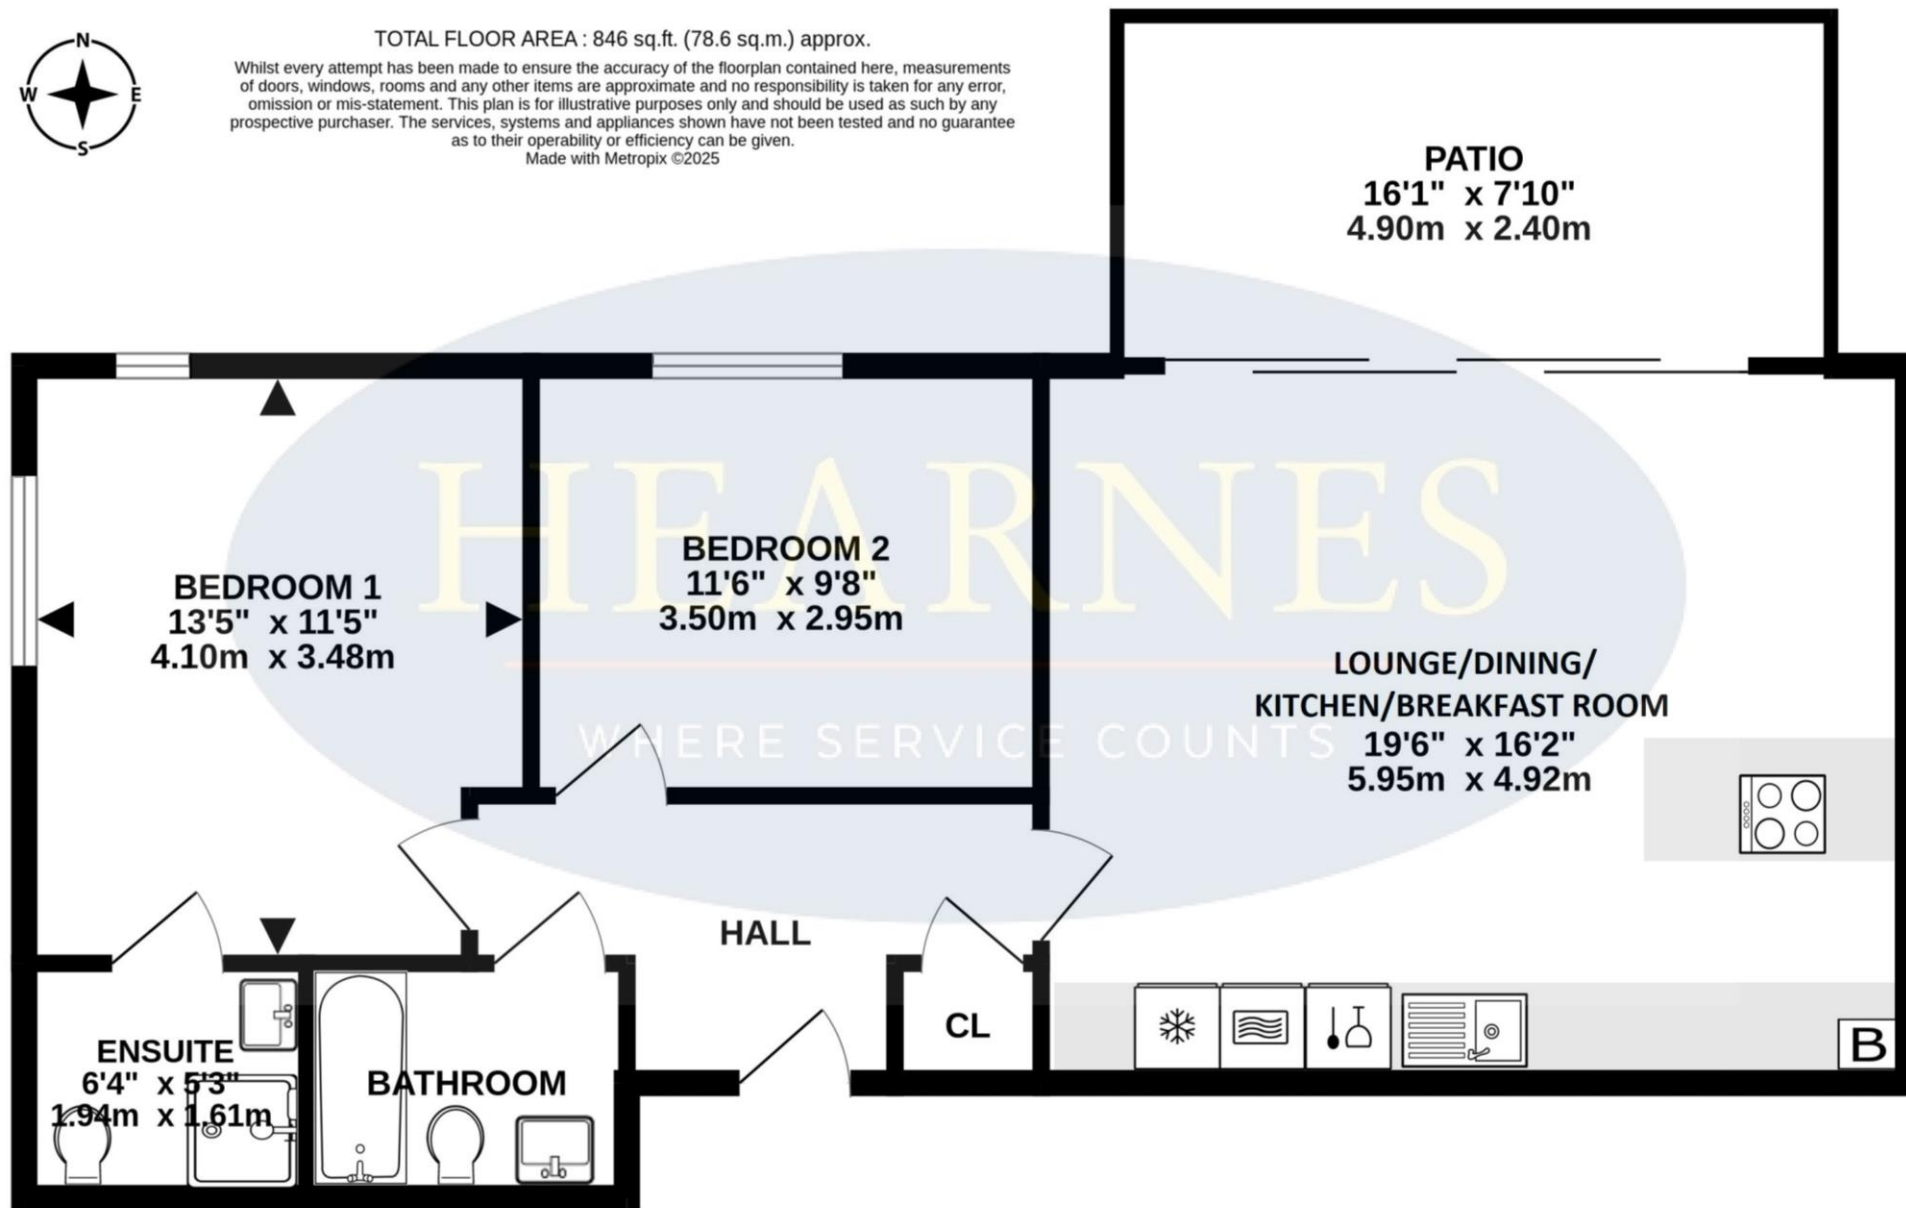 N
W E
S
TOTAL FLOOR AREA : 846 sq.ft. (78.6 sq.m.) approx.
Whilst every attempt has been made to ensure the accuracy of the floorplan contained here, measurements
of doors, windows, rooms and any other items are approximate and no responsibility is taken for any error,
omission or mis-statement. This plan is for illustrative purposes only and should be used as such by any
prospective purchaser. The services, systems and appliances shown have not been tested and no guarantee
as to their operability or efficiency can be given.
Made with Metropix ©2025
PATIO
16'1" x 7'10"
4.90m x 2.40m
HEARNES
WHERE SERVICE COUNTS
BEDROOM 1
13'5" x 11'5"
4.10m x 3.48m
BEDROOM 2
11'6" x 9'8"
3.50m x 2.95m
LOUNGE/DINING/
KITCHEN/BREAKFAST ROOM
19'6" x 16'2"
5.95m x 4.92m
HALL
CL
B
ENSUITE
6'4" x 5'3"
1.94m x 1.61m
BATHROOM